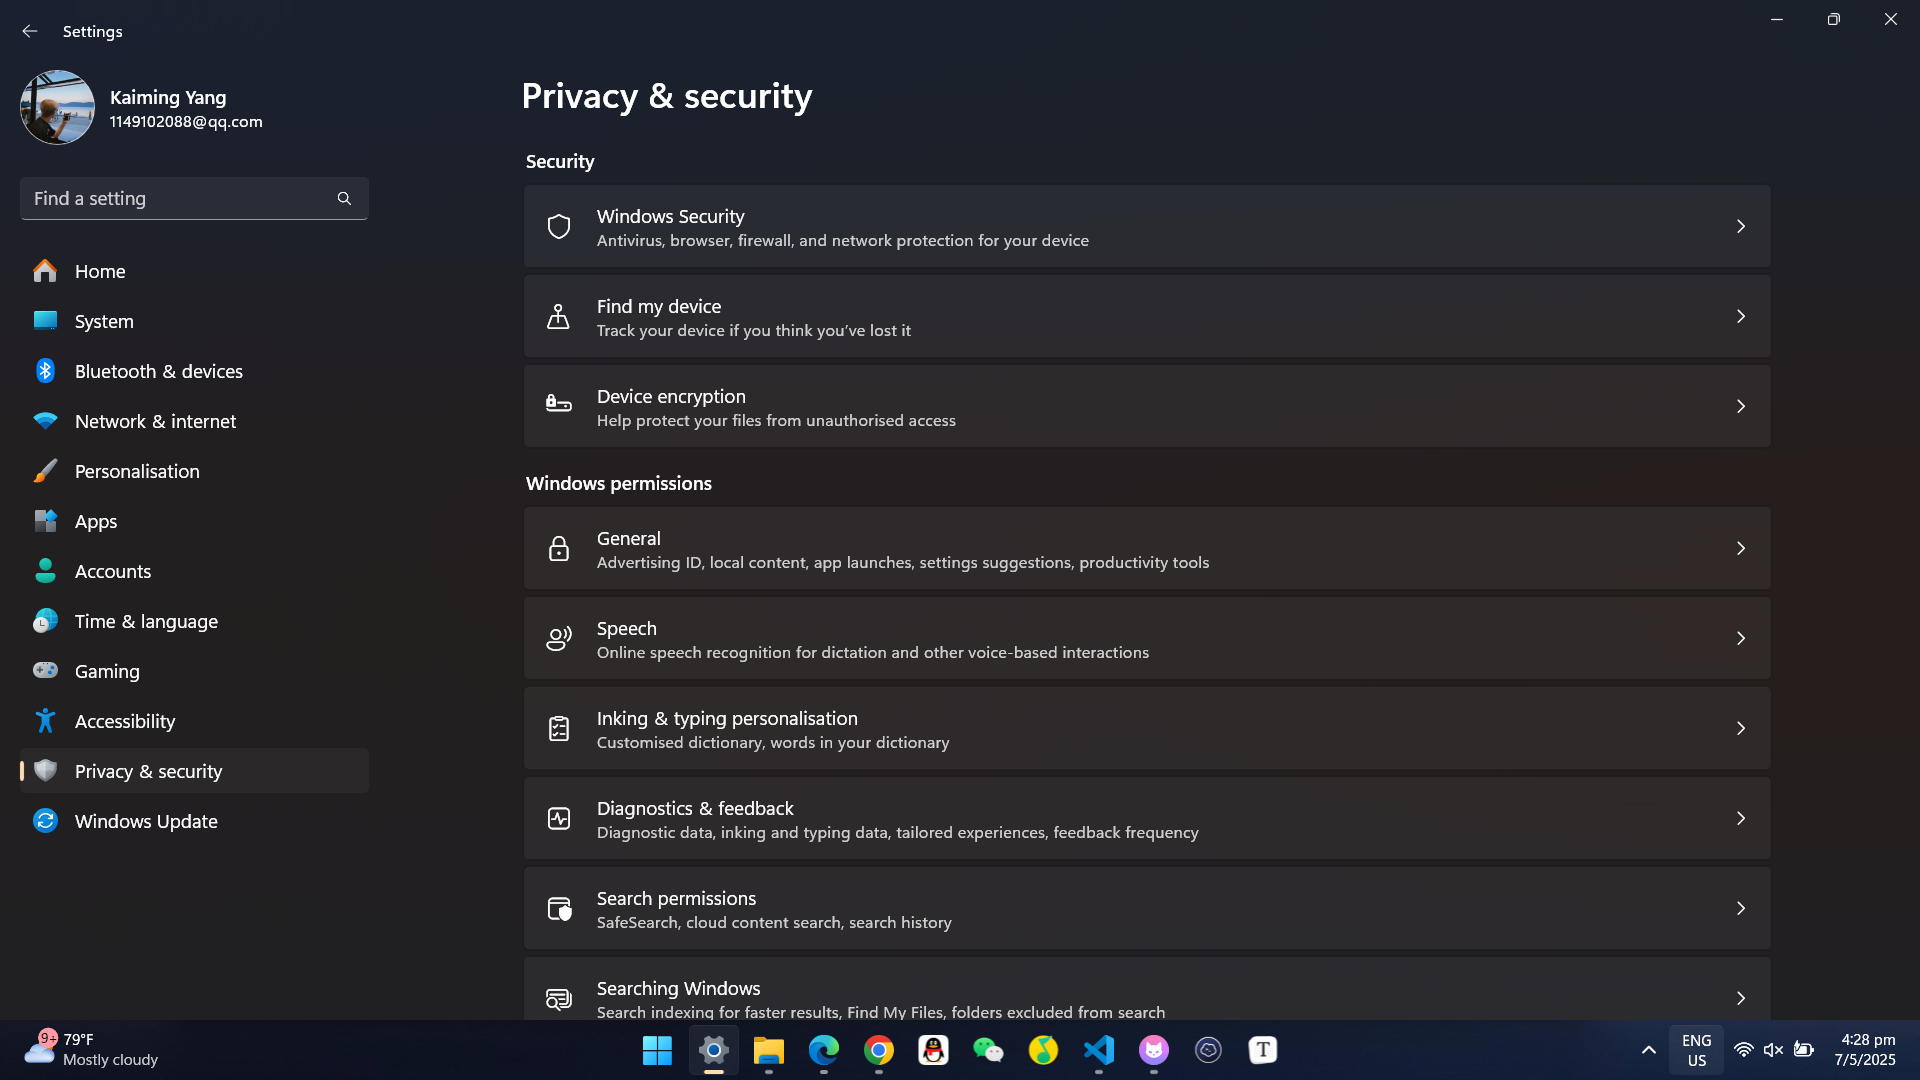 Settings
Kaiming Yang
1149102088@qq.com
Find a setting
Home
System
Bluetooth & devices
Network & internet
Personalisation
Apps
Accounts
Time & language
Gaming
Accessibility
Privacy & security
Windows Update
Privacy & security
Security
Windows Security
Antivirus, browser, firewall, and network protection for your device
Find my device
Track your device if you think you’ve lost it
Device encryption
Help protect your files from unauthorised access
Windows permissions
General
Advertising ID, local content, app launches, settings suggestions, productivity tools
Speech
Online speech recognition for dictation and other voice-based interactions
Inking & typing personalisation
Customised dictionary, words in your dictionary
Diagnostics & feedback
Diagnostic data, inking and typing data, tailored experiences, feedback frequency
Search permissions
SafeSearch, cloud content search, search history
Searching Windows
Search indexing for faster results, Find My Files, folders excluded from search
9+
79°F
Mostly cloudy
T
ENG
US
4:28 pm
7/5/2025